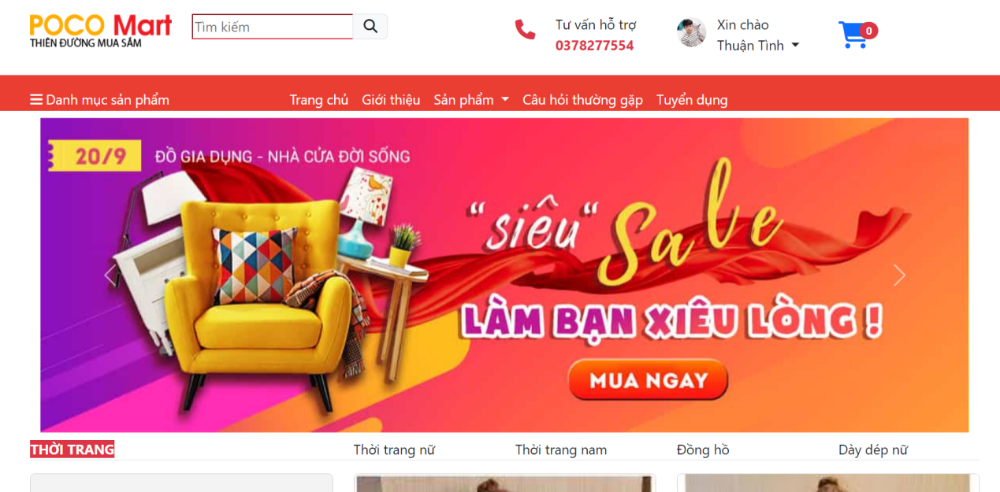 POCO Mart
THIÊN ĐƯỜNG MUA SẮM
Tìm kiếm
Tư vấn hỗ trợ
0378277554
Xin chào
Thuận Tình
0
Danh mục sản phẩm
Trang chủ
Giới thiệu
Sản phẩm
Câu hỏi thường gặp
Tuyển dụng
20/9
ĐỒ GIA DỤNG - NHÀ CỬA ĐỜI SỐNG
“siêu“ Sale
LÀM BẠN XIÊU LÒNG !
MUA NGAY
THỜI TRANG
Thời trang nữ
Thời trang nam
Đồng hồ
Dày dép nữ